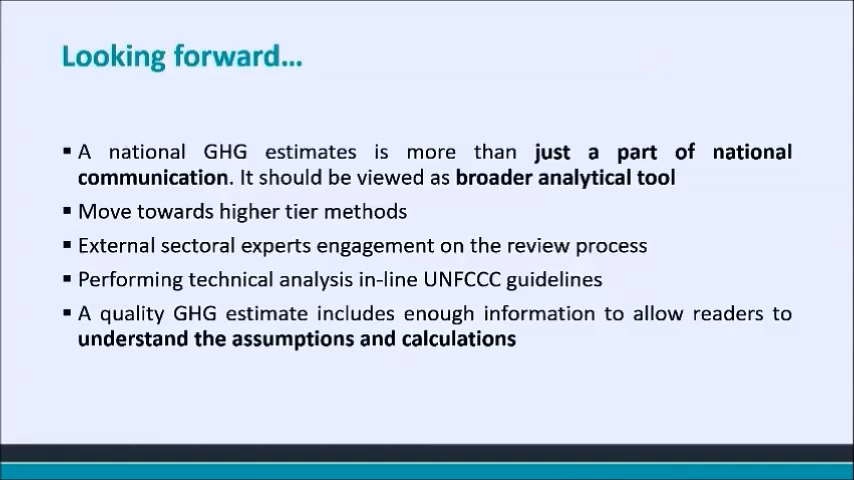 Looking forward...
▪ A national GHG estimates is more than just a part of national
communication. It should be viewed as broader analytical tool
▪ Move towards higher tier methods
▪ External sectoral experts engagement on the review process
▪ Performing technical analysis in-line UNFCCC guidelines
▪ A quality GHG estimate includes enough information to allow readers to
understand the assumptions and calculations